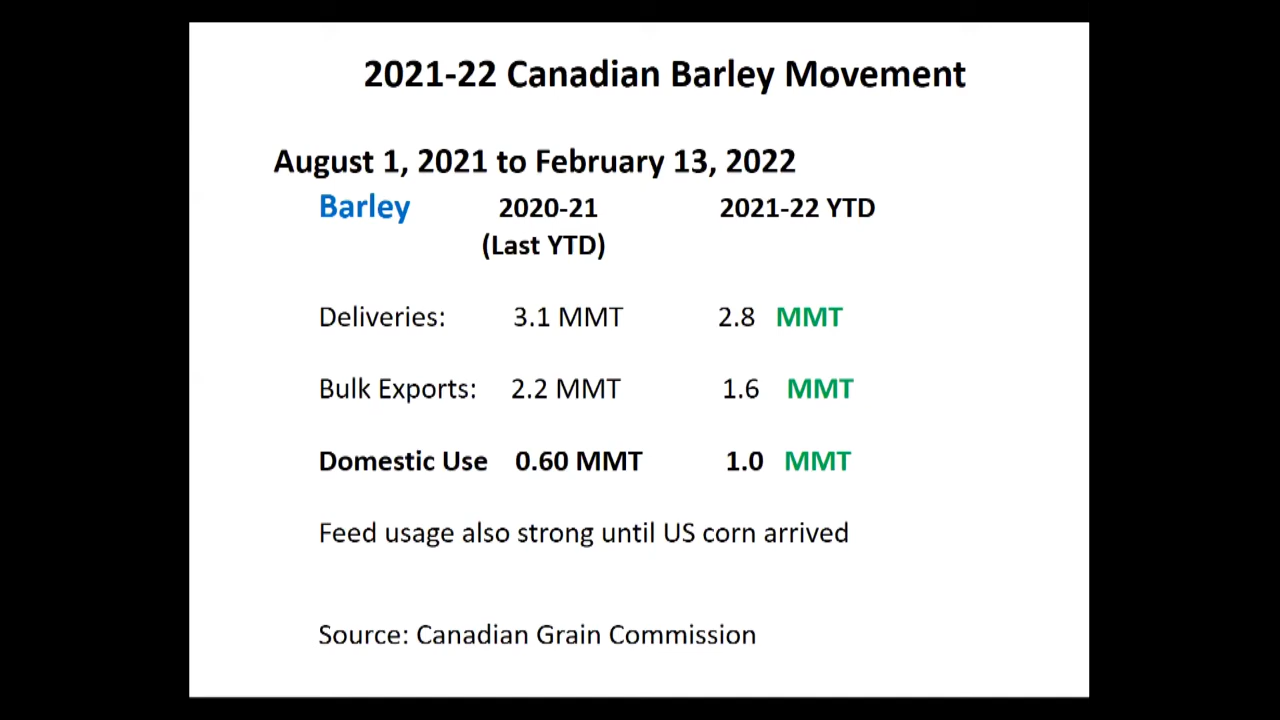 2021-22 Canadian Barley Movement
August 1, 2021 to February 13, 2022
Barley 2020-21 2021-22 YTD
(Last YTD)
Deliveries: 3.1 MMT 2.8 MMT
Bulk Exports: 2.2 MMT 1.6 MMT
Domestic Use 0.60 MMT 1.0 MMT
Feed usage also strong until US corn arrived
Source: Canadian Grain Commission